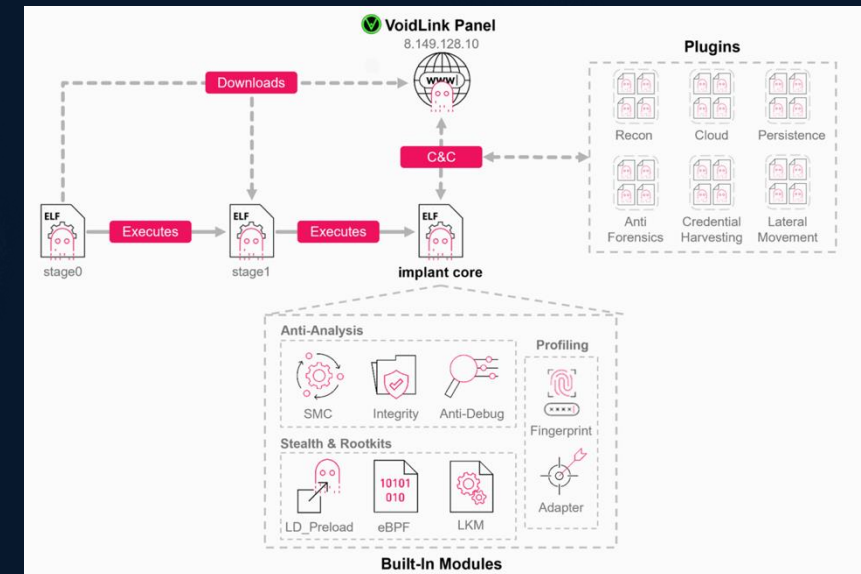 VoidLink Panel
8.149.128.10
www
Downloads
C&C
Plugins
Recon
Cloud
Persistence
Anti
Forensics
Credential
Harvesting
Lateral
Movement
ELF
stage0
Executes
ELF
stage1
Executes
ELF
implant core
Anti-Analysis
SMC
Integrity
Anti-Debug
Profiling
Fingerprint
Adapter
Stealth & Rootkits
LD_Preload
10101
010
eBPF
LKM
Built-In Modules